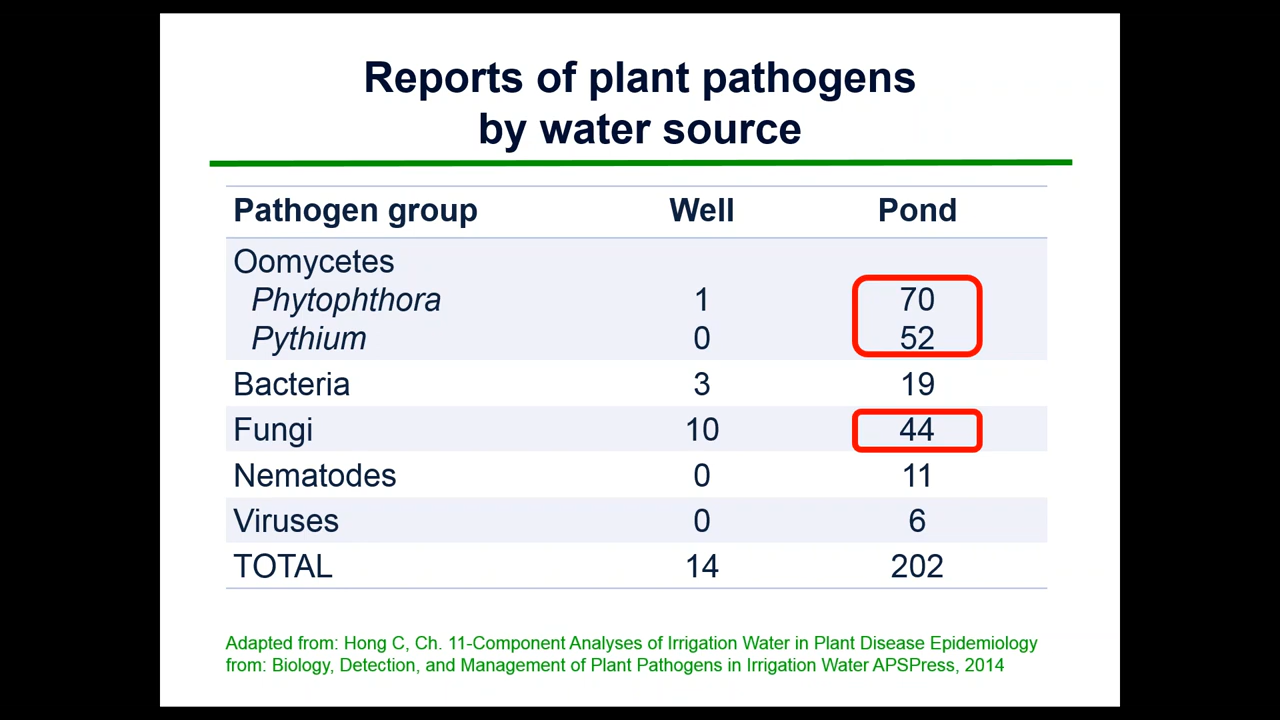 Reports of plant pathogens
by water source
Pathogen group Well Pond
Oomycetes
Phytophthora 1 70
Pythium 0 52
Bacteria 3 19
Fungi 10 44
Nematodes 0 11
Viruses 0 6
TOTAL 14 202
Adapted from: Hong C, Ch. 11-Component Analyses of Irrigation Water in Plant Disease Epidemiology
from: Biology, Detection, and Management of Plant Pathogens in Irrigation Water APSPress, 2014